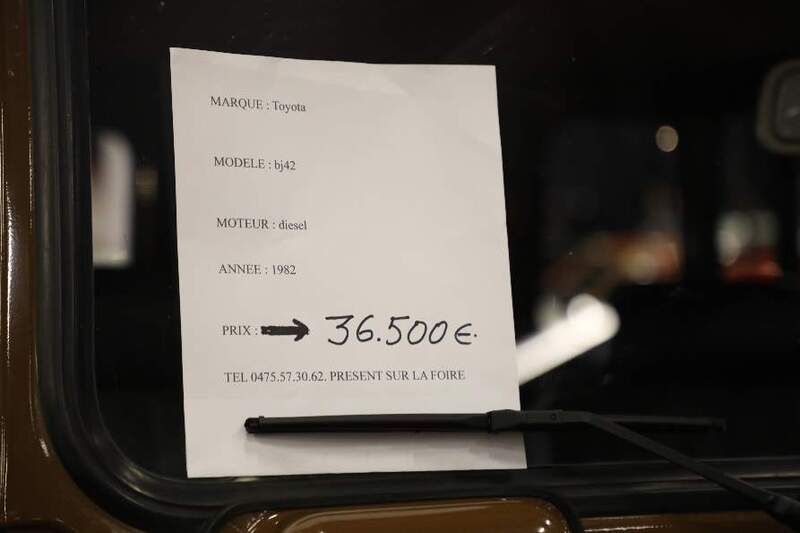 MARQUE : Toyota
MODELE : bj42
MOTEUR : diesel
ANNEE : 1982
PRIX : → 36.500 €.
TEL 0475.57.30.62. PRESENT SUR LA FOIRE